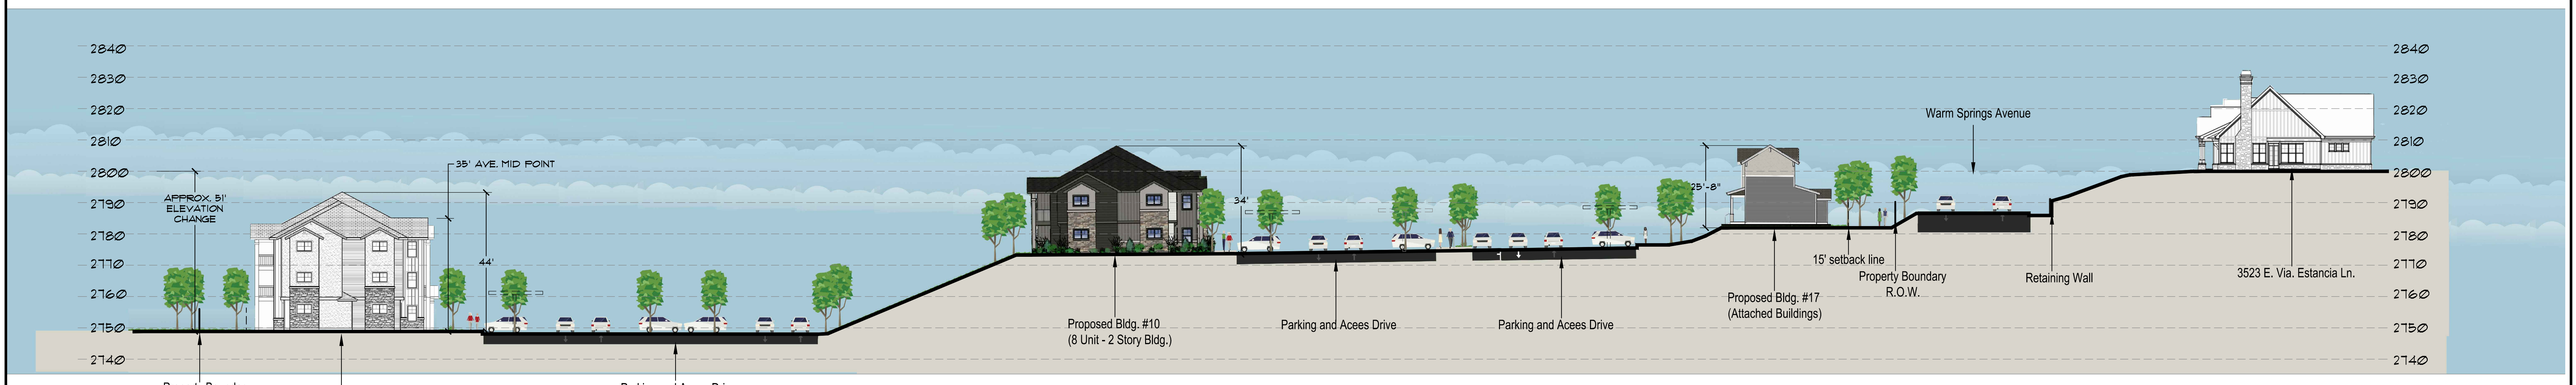 2840
2830
2820
2810
2800
2790
2780
2770
2760
2750
2740
APPROX. 51'
ELEVATION
CHANGE
35' AVE. MID POINT
44'
34'
25'-8"
Proposed Bldg. #10
(8 Unit - 2 Story Bldg.)
Parking and Acees Drive
Parking and Acees Drive
Proposed Bldg. #17
(Attached Buildings)
15' setback line
Property Boundary
R.O.W.
Warm Springs Avenue
Retaining Wall
3523 E. Via. Estancia Ln.
2840
2830
2820
2810
2800
2790
2780
2770
2760
2750
2740